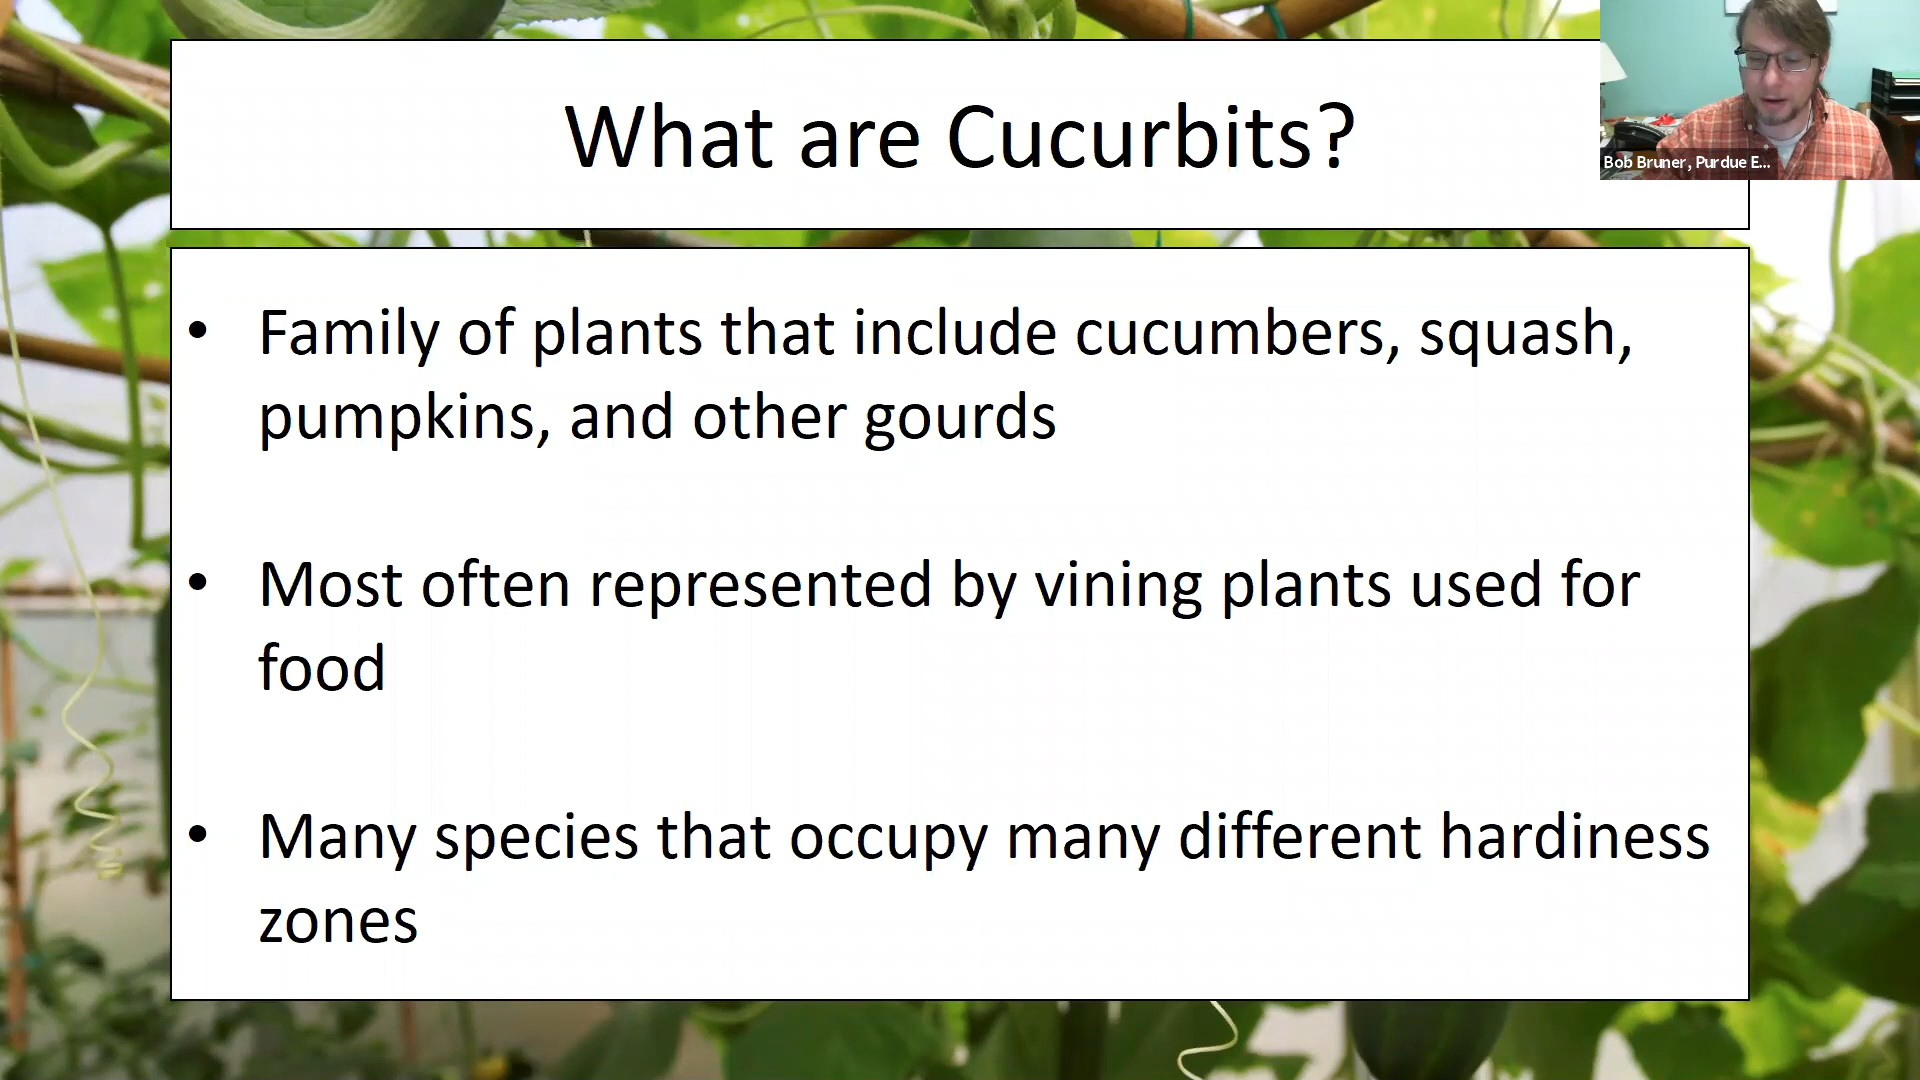 What are Cucurbits?
Bob Bruner, Purdue E...
• Family of plants that include cucumbers, squash,
pumpkins, and other gourds
• Most often represented by vining plants used for
food
• Many species that occupy many different hardiness
zones